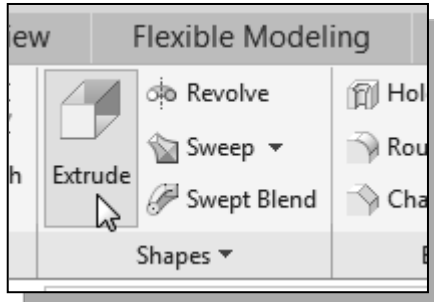 iew Flexible Modeling
Revolve Hol
Sweep Rou
h Extrude
Swept Blend Cha
Shapes